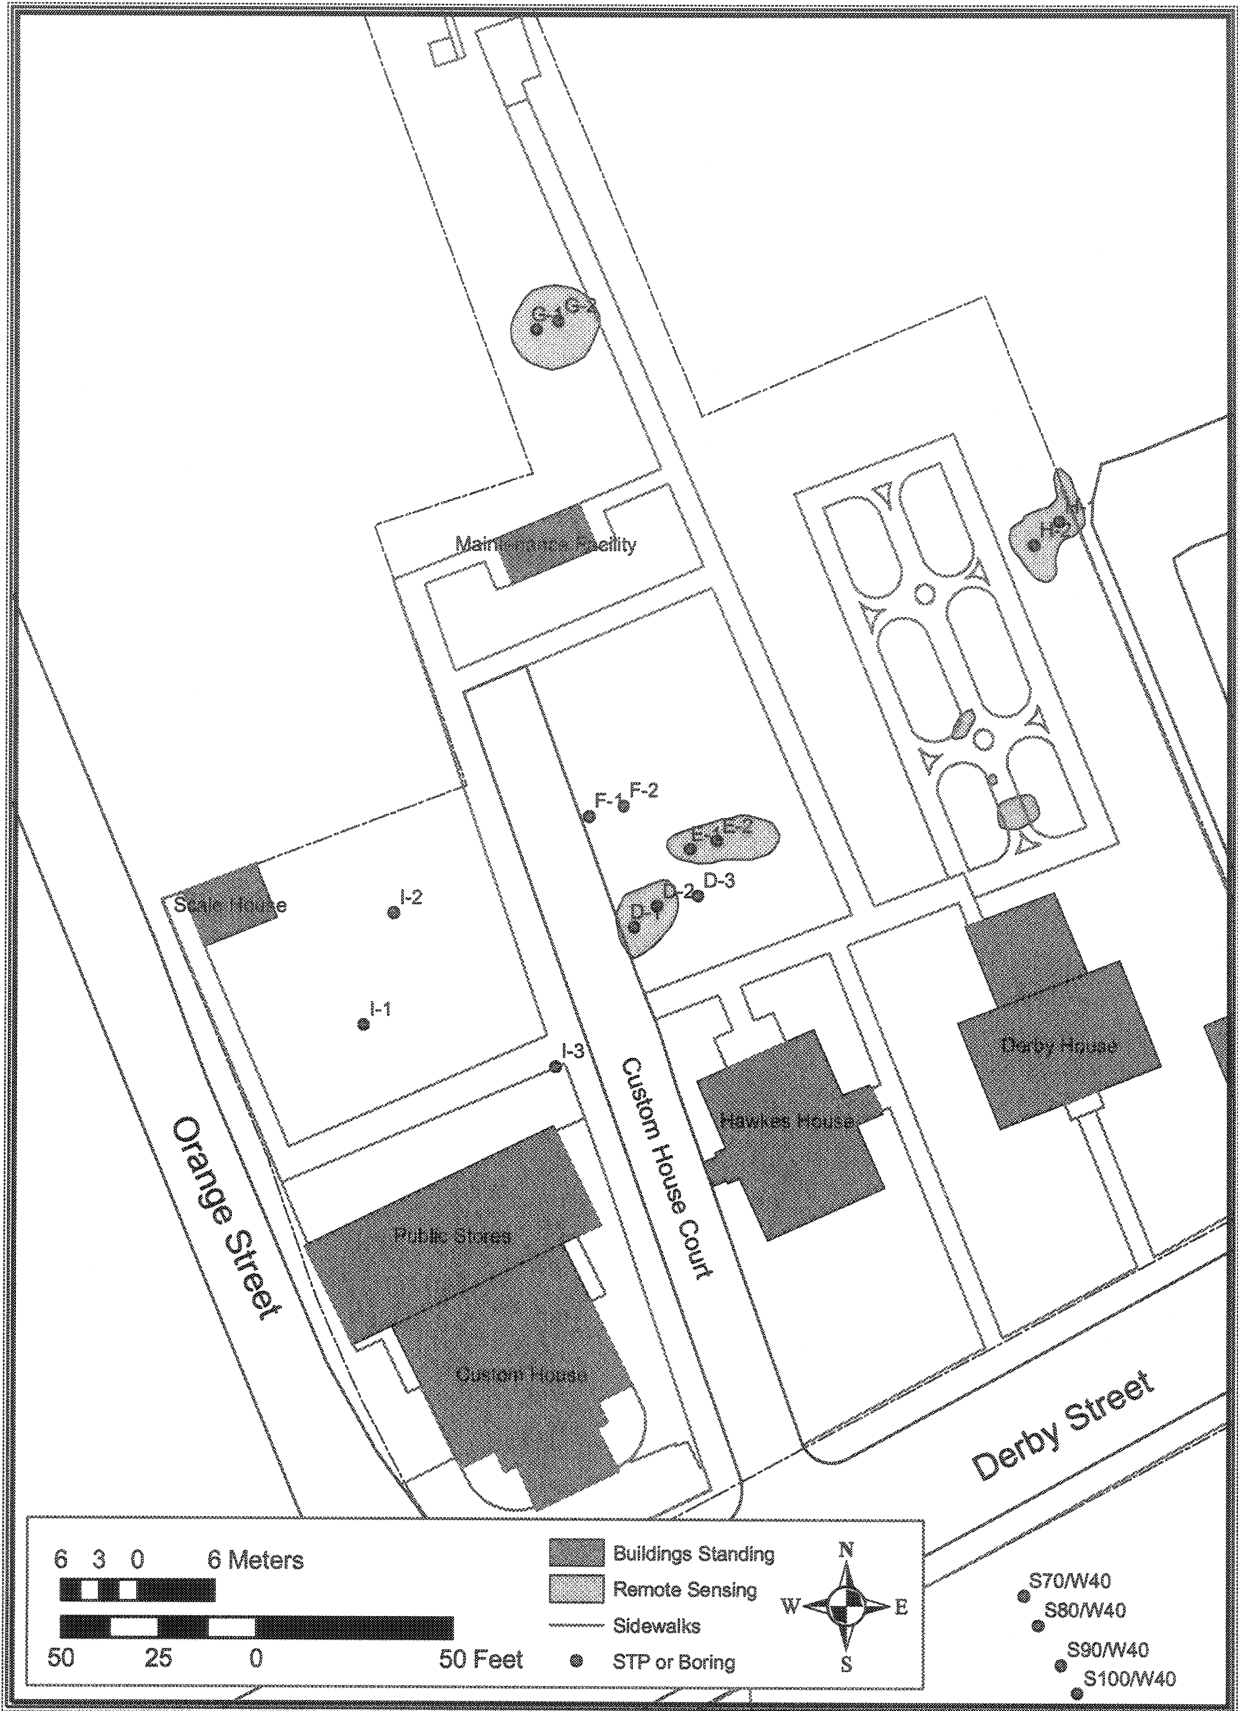 G-1
G-2
H-1
H-2
Maintenance Facility
F-1
F-2
E-1
E-2
D-1
D-2
D-3
Scale House
I-2
I-1
I-3
Derby House
Hawkes House
Custom House Court
Orange Street
Public Stores
Custom House
Derby Street
6 3 0 6 Meters
50 25 0 50 Feet
Buildings Standing
Remote Sensing
Sidewalks
STP or Boring
N
W E
S
S70/W40
S80/W40
S90/W40
S100/W40